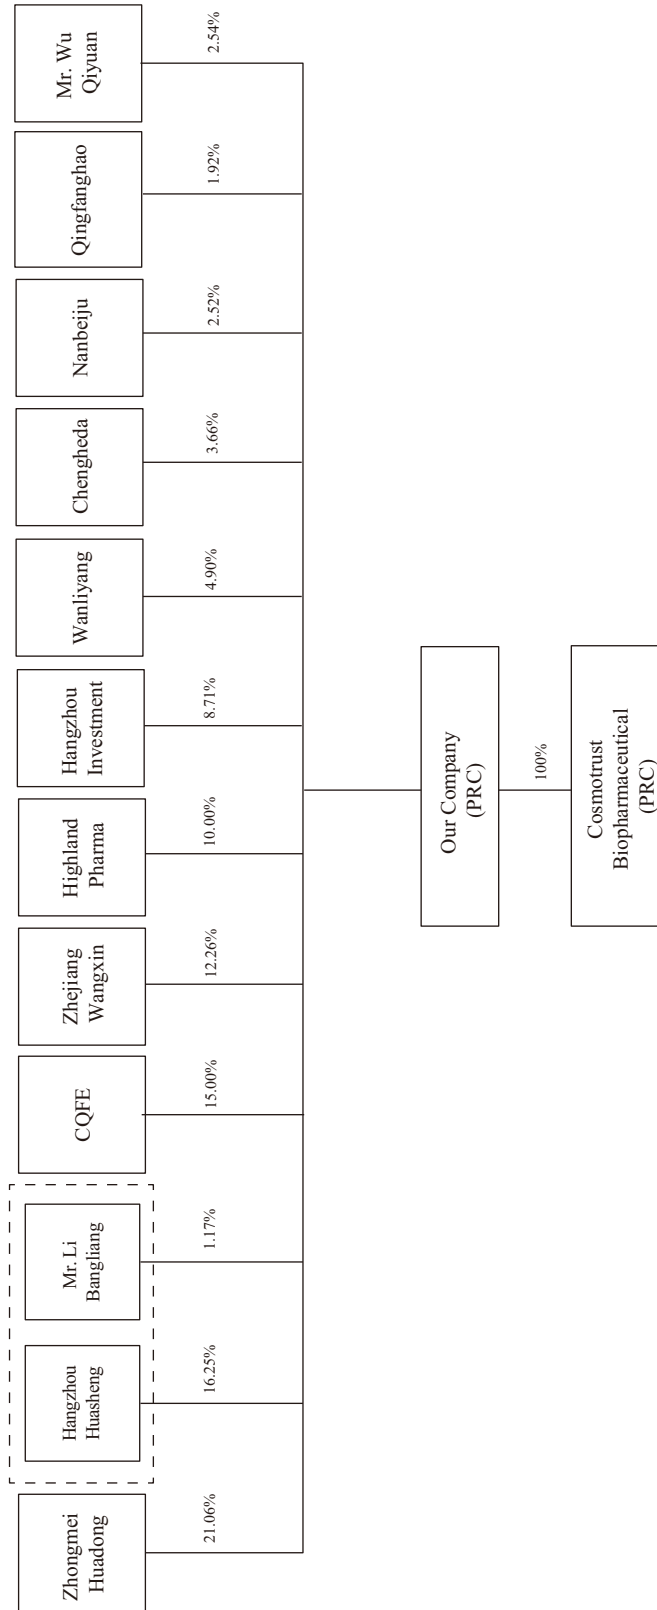 Zhongmei
Huadong
Hangzhou
Huasheng
Mr. Li
Bangliang
CQFE
Zhejiang
Wangxin
Highland
Pharma
Hangzhou
Investment
Wanliyang
Chengheda
Nanbeiju
Qingfanghao
Mr. Wu
Qiyuan
21.06%
16.25%
1.17%
15.00%
12.26%
10.00%
8.71%
4.90%
3.66%
2.52%
1.92%
2.54%
Our Company
(PRC)
100%
Cosmotrust
Biopharmaceutical
(PRC)